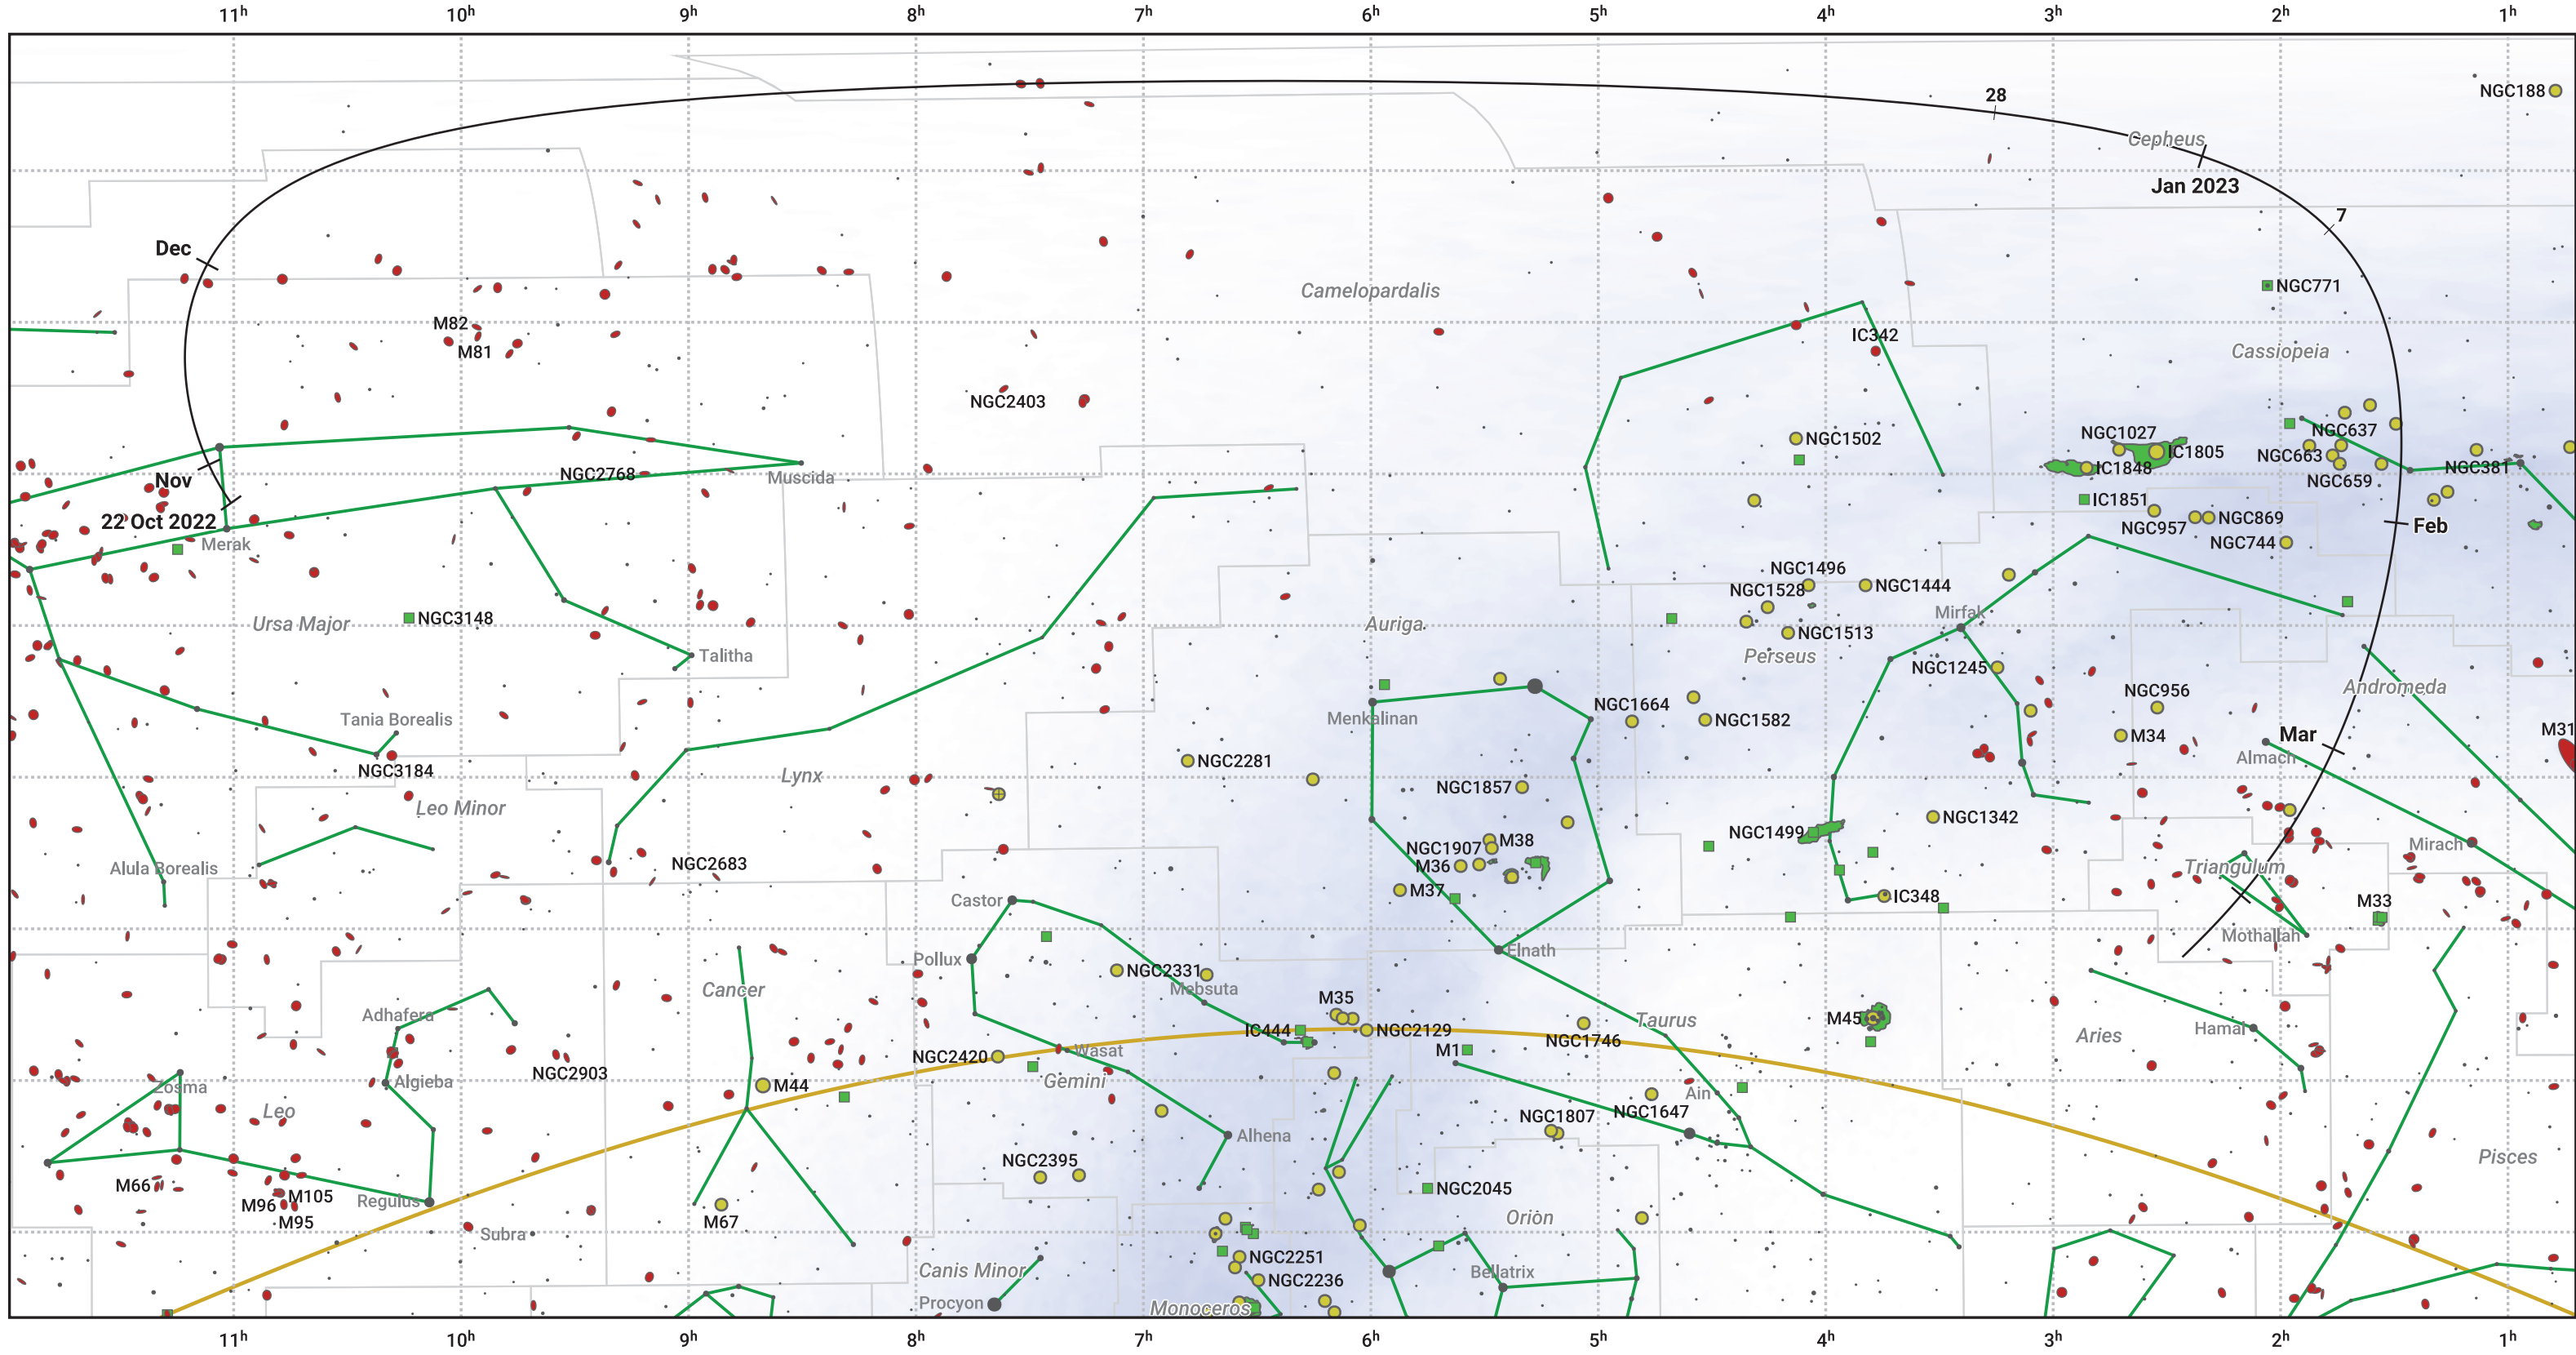 11h 10h 9h 8h 7h 6h 5h 4h 3h 2h 1h
28
NGC188
Cepheus
Jan 2023
7
Dec
NGC771
Camelopardalis
M82
M81
IC342
Cassiopeia
NGC2403
NGC1502
NGC1027
NGC637
IC1805
NGC663
IC1848
NGC381
Nov
NGC2768
Muscida
NGC659
IC1851
22 Oct 2022
NGC957
NGC869
Feb
Merak
NGC744
NGC1496
NGC1528
NGC1444
Ursa Major
NGC3148
Auriga
Mirfak
NGC1513
Talitha
Perseus
NGC1245
Andromeda
NGC956
Tania Borealis
Menkalinan
NGC1664
NGC1582
M34
Mar
M31
NGC3184
NGC2281
Almach
Lynx
NGC1857
Leo Minor
NGC1342
NGC1499
M38
NGC1907
Mirach
M36
Alula Borealis
NGC2683
Triangulum
M37
IC348
Castor
M33
Mothallah
Pollux
Elnath
NGC2331
Mebsuta
Cancer
M35
Adhafera
IC444
NGC2129
Taurus
M45
Hamal
Aries
NGC1746
NGC2420
Wasat
M1
NGC2903
Algieba
Gemini
M44
Zosma
Ain
Leo
NGC1807
NGC1647
Alhena
NGC2395
Pisces
M66
M105
M96
Regulus
NGC2045
M95
M67
Orion
Subra
NGC2251
Canis Minor
Bellatrix
NGC2236
Procyon
Monoceros
11h 10h 9h 8h 7h 6h 5h 4h 3h 2h 1h